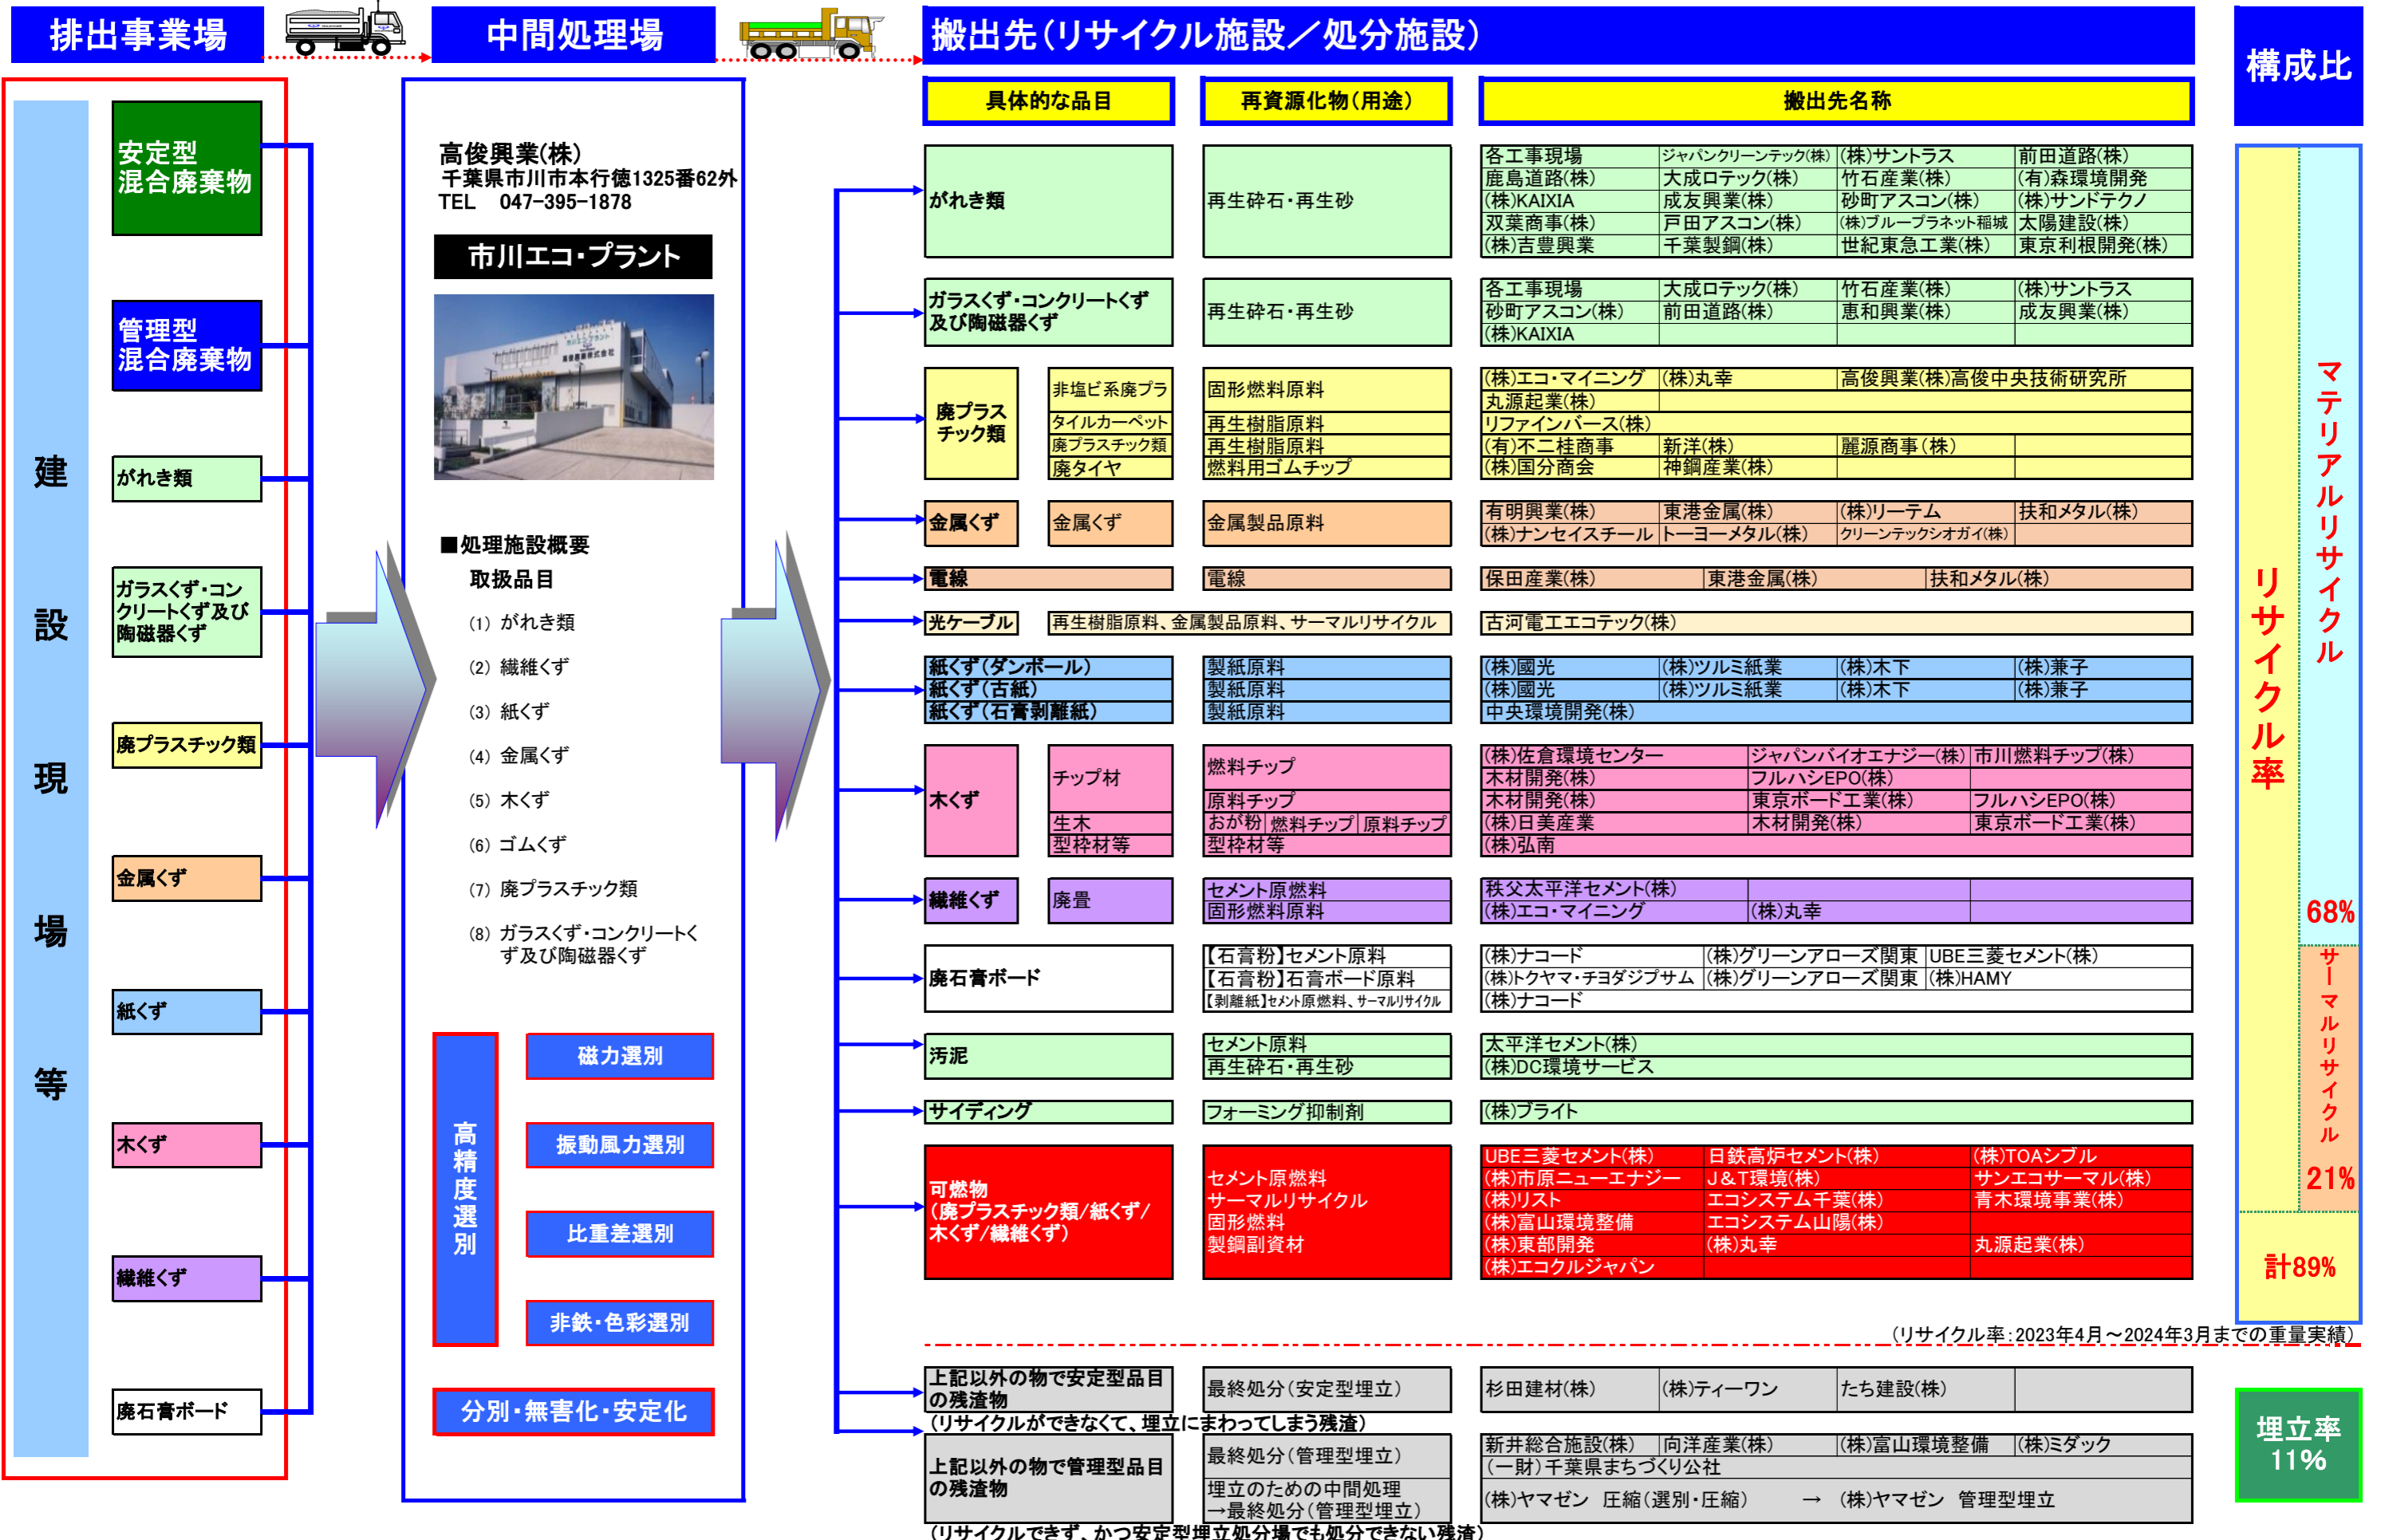 排出事業場
中間処理場
搬出先（リサイクル施設／処分施設）
構成比
建設現場等
安定型
混合廃棄物
管理型
混合廃棄物
がれき類
ガラスくず・コン
クリートくず及び
陶磁器くず
廃プラスチック類
金属くず
紙くず
木くず
繊維くず
廃石膏ボード
高俊興業(株)
千葉県市川市本行徳1325番62外
TEL 047-395-1878
市川エコ・プラント
■処理施設概要
取扱品目
(1) がれき類
(2) 繊維くず
(3) 紙くず
(4) 金属くず
(5) 木くず
(6) ゴムくず
(7) 廃プラスチック類
(8) ガラスくず・コンクリートく
ず及び陶磁器くず
高精度選別
磁力選別
振動風力選別
比重差選別
非鉄・色彩選別
分別・無害化・安定化
具体的な品目 再資源化物（用途） 搬出先名称
がれき類 再生砕石・再生砂
各工事現場 ジャパンクリーンテック(株) (株)サントラス 前田道路(株)
鹿島道路(株) 大成ロテック(株) 竹石産業(株) (有)森環境開発
(株)KAIXIA 成友興業(株) 砂町アスコン(株) (株)サンドテクノ
双葉商事(株) 戸田アスコン(株) (株)ブループラネット稲城 太陽建設(株)
(株)吉豊興業 千葉製鋼(株) 世紀東急工業(株) 東京利根開発(株)
ガラスくず・コンクリートくず
及び陶磁器くず
再生砕石・再生砂
各工事現場 大成ロテック(株) 竹石産業(株) (株)サントラス
砂町アスコン(株) 前田道路(株) 恵和興業(株) 成友興業(株)
(株)KAIXIA
廃プラス
チック類
非塩ビ系廃プラ 固形燃料原料
(株)エコ・マイニング (株)丸幸 高俊興業(株)高俊中央技術研究所
丸源起業(株)
タイルカーペット 再生樹脂原料 リファインバース(株)
廃プラスチック類 再生樹脂原料 (有)不二桂商事 新洋(株) 麗源商事(株)
廃タイヤ 燃料用ゴムチップ (株)国分商会 神鋼産業(株)
金属くず 金属くず 金属製品原料
有明興業(株) 東港金属(株) (株)リーテム 扶和メタル(株)
(株)ナンセイスチール トーヨーメタル(株) クリーンテックシオガイ(株)
電線 電線 保田産業(株) 東港金属(株) 扶和メタル(株)
光ケーブル 再生樹脂原料、金属製品原料、サーマルリサイクル 古河電工エコテック(株)
紙くず（ダンボール） 製紙原料 (株)國光 (株)ツルミ紙業 (株)木下 (株)兼子
紙くず（古紙） 製紙原料 (株)國光 (株)ツルミ紙業 (株)木下 (株)兼子
紙くず（石膏剥離紙） 製紙原料 中央環境開発(株)
木くず
チップ材 燃料チップ
(株)佐倉環境センター ジャパンバイオエナジー(株) 市川燃料チップ(株)
木材開発(株) フルハシEPO(株)
原料チップ 木材開発(株) 東京ボード工業(株) フルハシEPO(株)
生木 おが粉 燃料チップ 原料チップ (株)日美産業 木材開発(株) 東京ボード工業(株)
型枠材等 型枠材等 (株)弘南
繊維くず 廃畳
セメント原燃料 秩父太平洋セメント(株)
固形燃料原料 (株)エコ・マイニング (株)丸幸
廃石膏ボード
【石膏粉】セメント原料 (株)ナコード (株)グリーンアローズ関東 UBE三菱セメント(株)
【石膏粉】石膏ボード原料 (株)トクヤマ・チヨダジプサム (株)グリーンアローズ関東 (株)HAMY
【剥離紙】セメント原燃料、サーマルリサイクル (株)ナコード
汚泥
セメント原料 太平洋セメント(株)
再生砕石・再生砂 (株)DC環境サービス
サイディング フォーミング抑制剤 (株)ブライト
可燃物
（廃プラスチック類/紙くず/
木くず/繊維くず）
セメント原燃料
サーマルリサイクル
固形燃料
製鋼副資材
UBE三菱セメント(株) 日鉄高炉セメント(株) (株)TOAシブル
(株)市原ニューエナジー J&T環境(株) サンエコサーマル(株)
(株)リスト エコシステム千葉(株) 青木環境事業(株)
(株)富山環境整備 エコシステム山陽(株)
(株)東部開発 (株)丸幸 丸源起業(株)
(株)エコクルジャパン
（リサイクル率：2023年4月～2024年3月までの重量実績）
上記以外の物で安定型品目
の残渣物
最終処分（安定型埋立） 杉田建材(株) (株)ティーワン たち建設(株)
（リサイクルができなくて、埋立にまわってしまう残渣）
上記以外の物で管理型品目
の残渣物
最終処分（管理型埋立）
新井総合施設(株) 向洋産業(株) (株)富山環境整備 (株)ミダック
(一財)千葉県まちづくり公社
埋立のための中間処理
→最終処分（管理型埋立）
(株)ヤマゼン 圧縮（選別・圧縮） → (株)ヤマゼン 管理型埋立
（リサイクルできず、かつ安定型埋立処分場でも処分できない残渣）
リサイクル率
マテリアルリサイクル
68%
サーマルリサイクル
21%
計89%
埋立率
11%